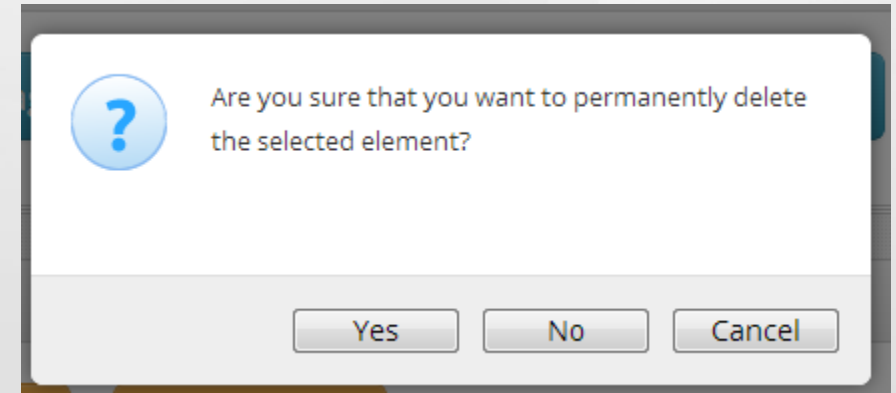 Are you sure that you want to permanently delete
the selected element?
Yes
No
Cancel